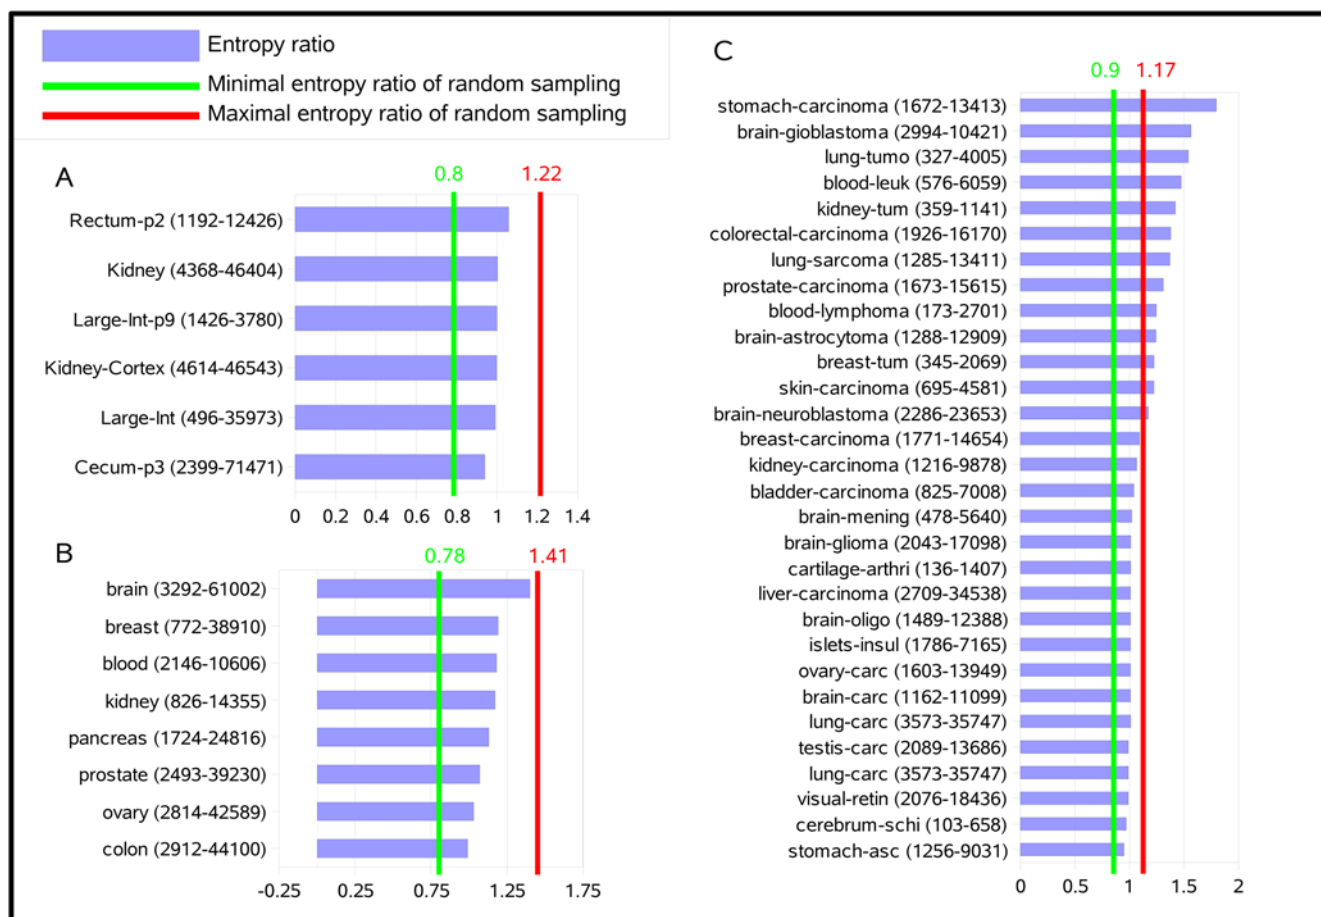 Entropy ratio
Minimal entropy ratio of random sampling
Maximal entropy ratio of random sampling
A
0.8 1.22
Rectum-p2 (1192-12426)
Kidney (4368-46404)
Large-Int-p9 (1426-3780)
Kidney-Cortex (4614-46543)
Large-Int (496-35973)
Cecum-p3 (2399-71471)
0 0.2 0.4 0.6 0.8 1 1.2 1.4
B
0.78 1.41
brain (3292-61002)
breast (772-38910)
blood (2146-10606)
kidney (826-14355)
pancreas (1724-24816)
prostate (2493-39230)
ovary (2814-42589)
colon (2912-44100)
-0.25 0.25 0.75 1.25 1.75
C
0.9 1.17
stomach-carcinoma (1672-13413)
brain-gioblastoma (2994-10421)
lung-tumo (327-4005)
blood-leuk (576-6059)
kidney-tum (359-1141)
colorectal-carcinoma (1926-16170)
lung-sarcoma (1285-13411)
prostate-carcinoma (1673-15615)
blood-lymphoma (173-2701)
brain-astrocytoma (1288-12909)
breast-tum (345-2069)
skin-carcinoma (695-4581)
brain-neuroblastoma (2286-23653)
breast-carcinoma (1771-14654)
kidney-carcinoma (1216-9878)
bladder-carcinoma (825-7008)
brain-mening (478-5640)
brain-glioma (2043-17098)
cartilage-arthri (136-1407)
liver-carcinoma (2709-34538)
brain-oligo (1489-12388)
islets-insul (1786-7165)
ovary-carc (1603-13949)
brain-carc (1162-11099)
lung-carc (3573-35747)
testis-carc (2089-13686)
lung-carc (3573-35747)
visual-retin (2076-18436)
cerebrum-schi (103-658)
stomach-asc (1256-9031)
0 0.5 1 1.5 2